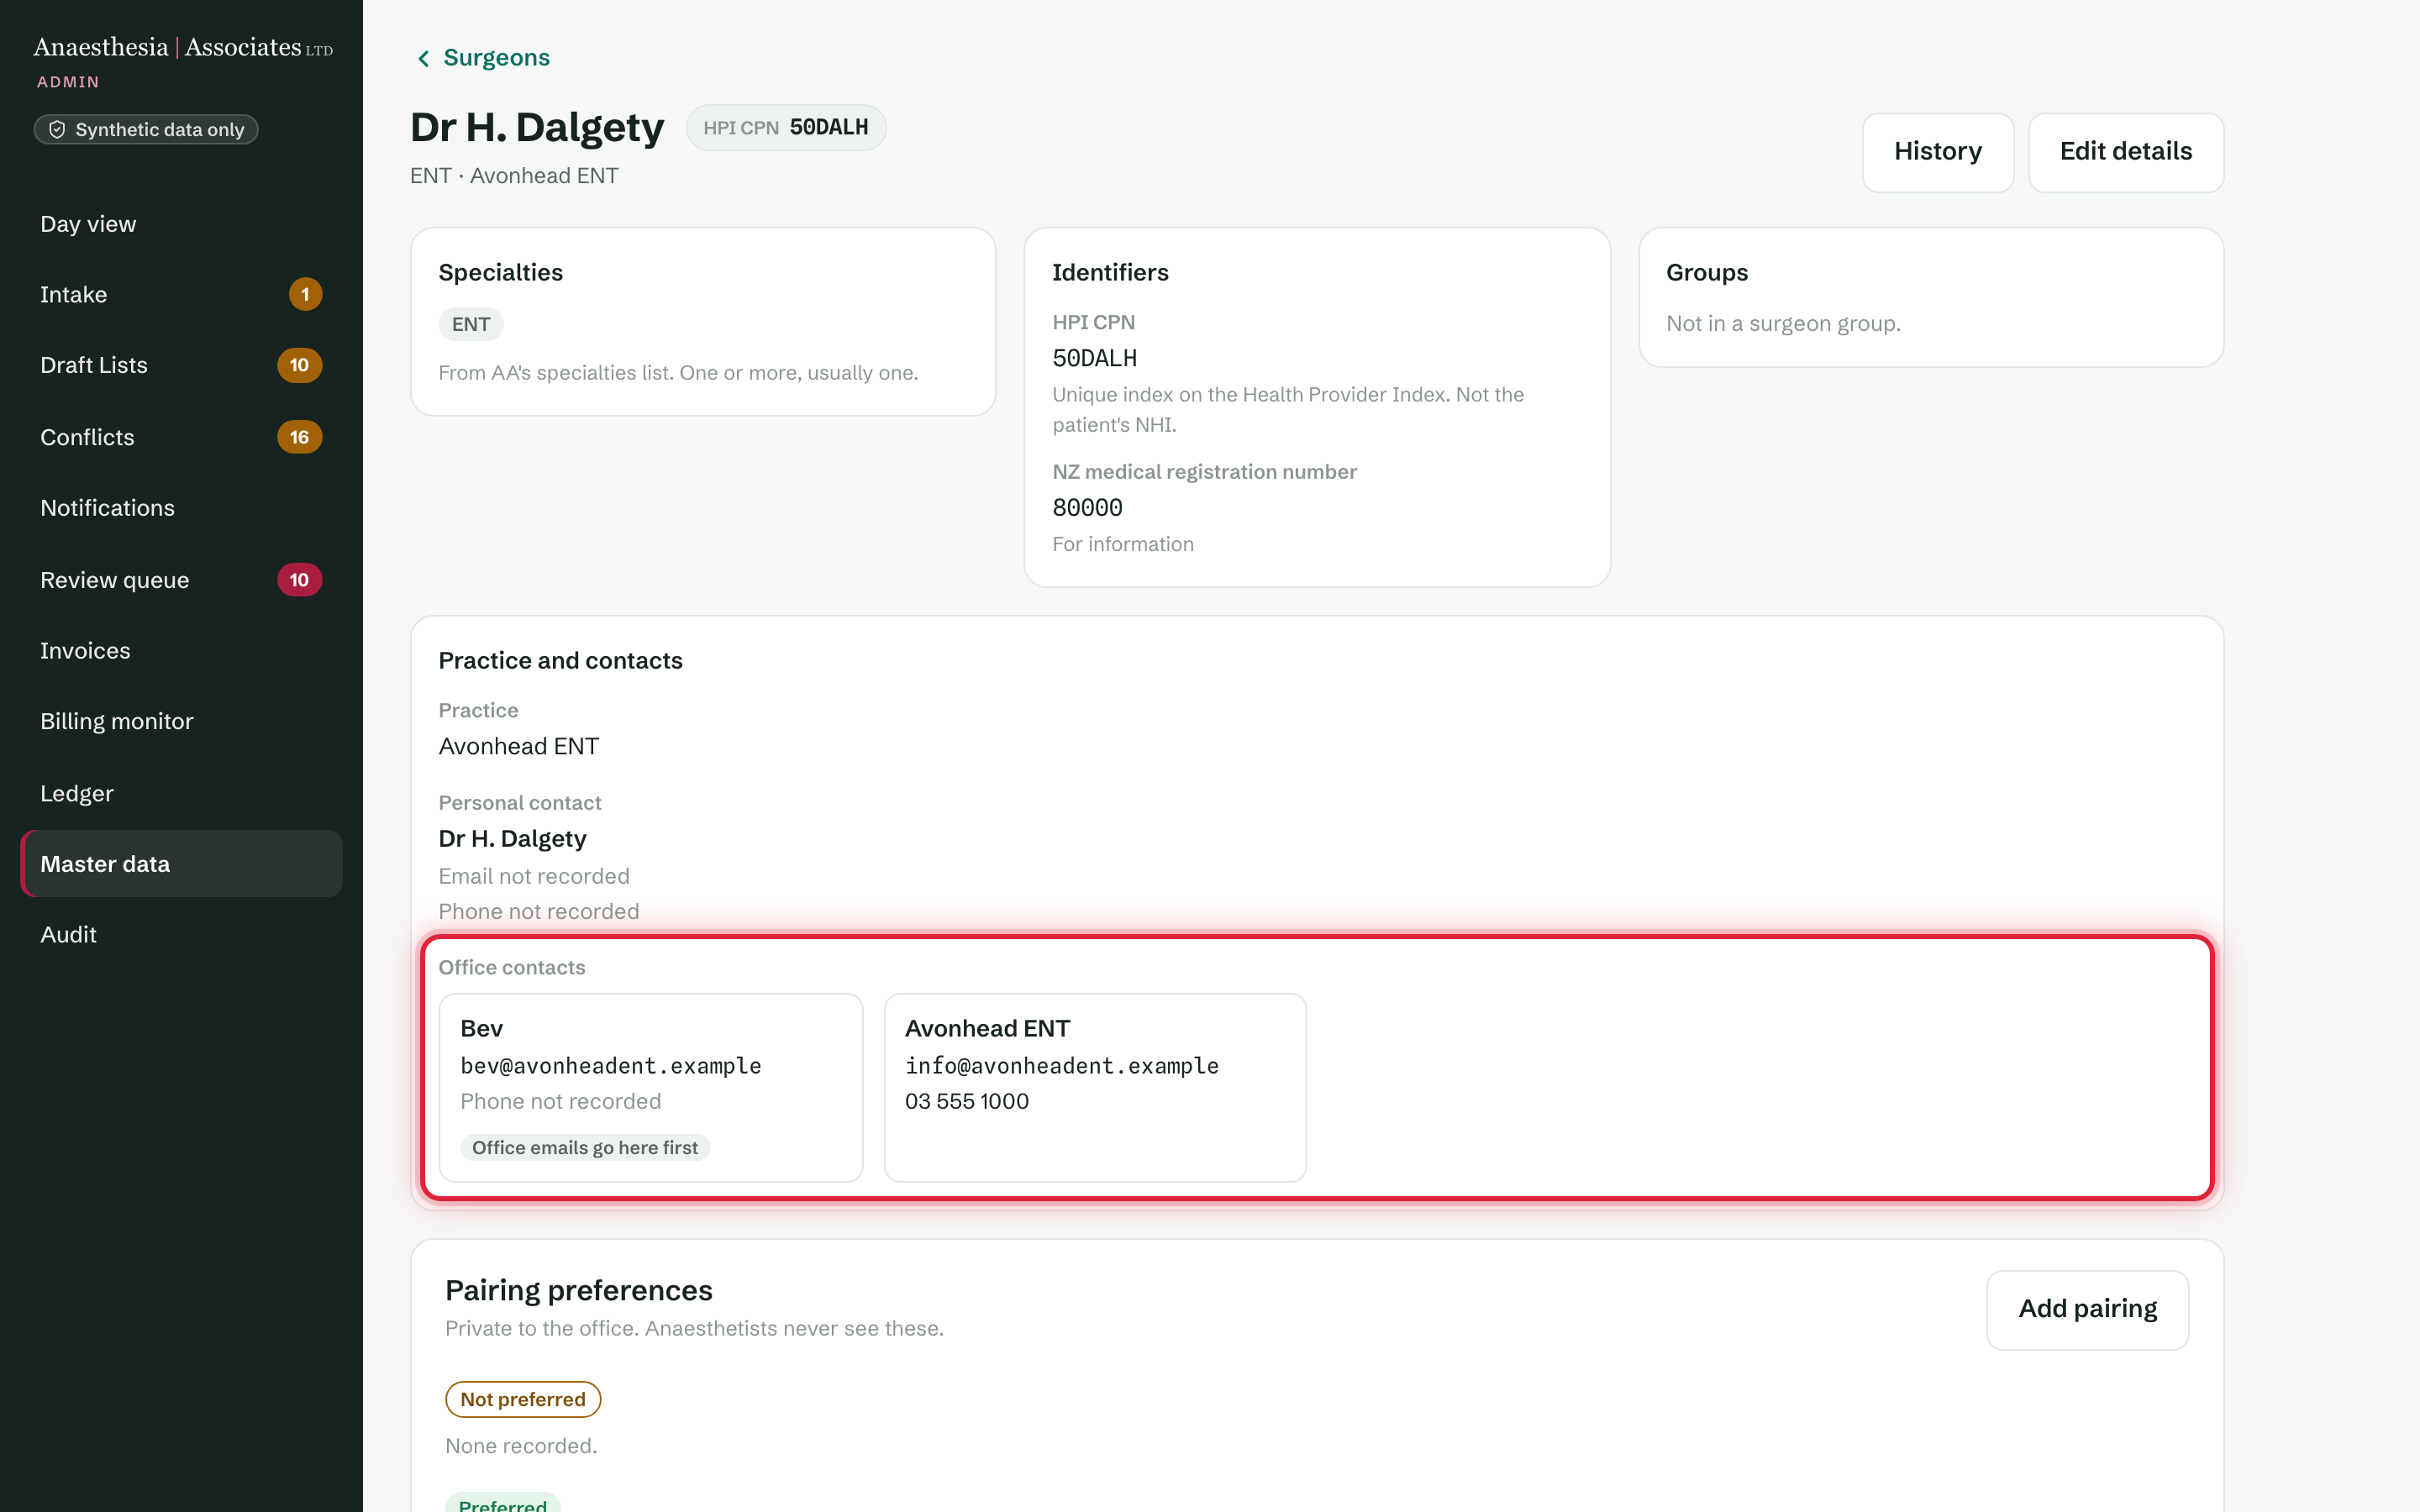 Anaesthesia | Associates LTD
ADMIN
Synthetic data only
Day view
Intake 1
Draft Lists 10
Conflicts 16
Notifications
Review queue 10
Invoices
Billing monitor
Ledger
Master data
Audit
Surgeons
Dr H. Dalgety HPI CPN 50DALH
ENT · Avonhead ENT
History
Edit details
Specialties
ENT
From AA's specialties list. One or more, usually one.
Identifiers
HPI CPN
50DALH
Unique index on the Health Provider Index. Not the
patient's NHI.
NZ medical registration number
80000
For information
Groups
Not in a surgeon group.
Practice and contacts
Practice
Avonhead ENT
Personal contact
Dr H. Dalgety
Email not recorded
Phone not recorded
Office contacts
Bev
bev@avonheadent.example
Phone not recorded
Office emails go here first
Avonhead ENT
info@avonheadent.example
03 555 1000
Pairing preferences
Private to the office. Anaesthetists never see these.
Add pairing
Not preferred
None recorded.
Preferred